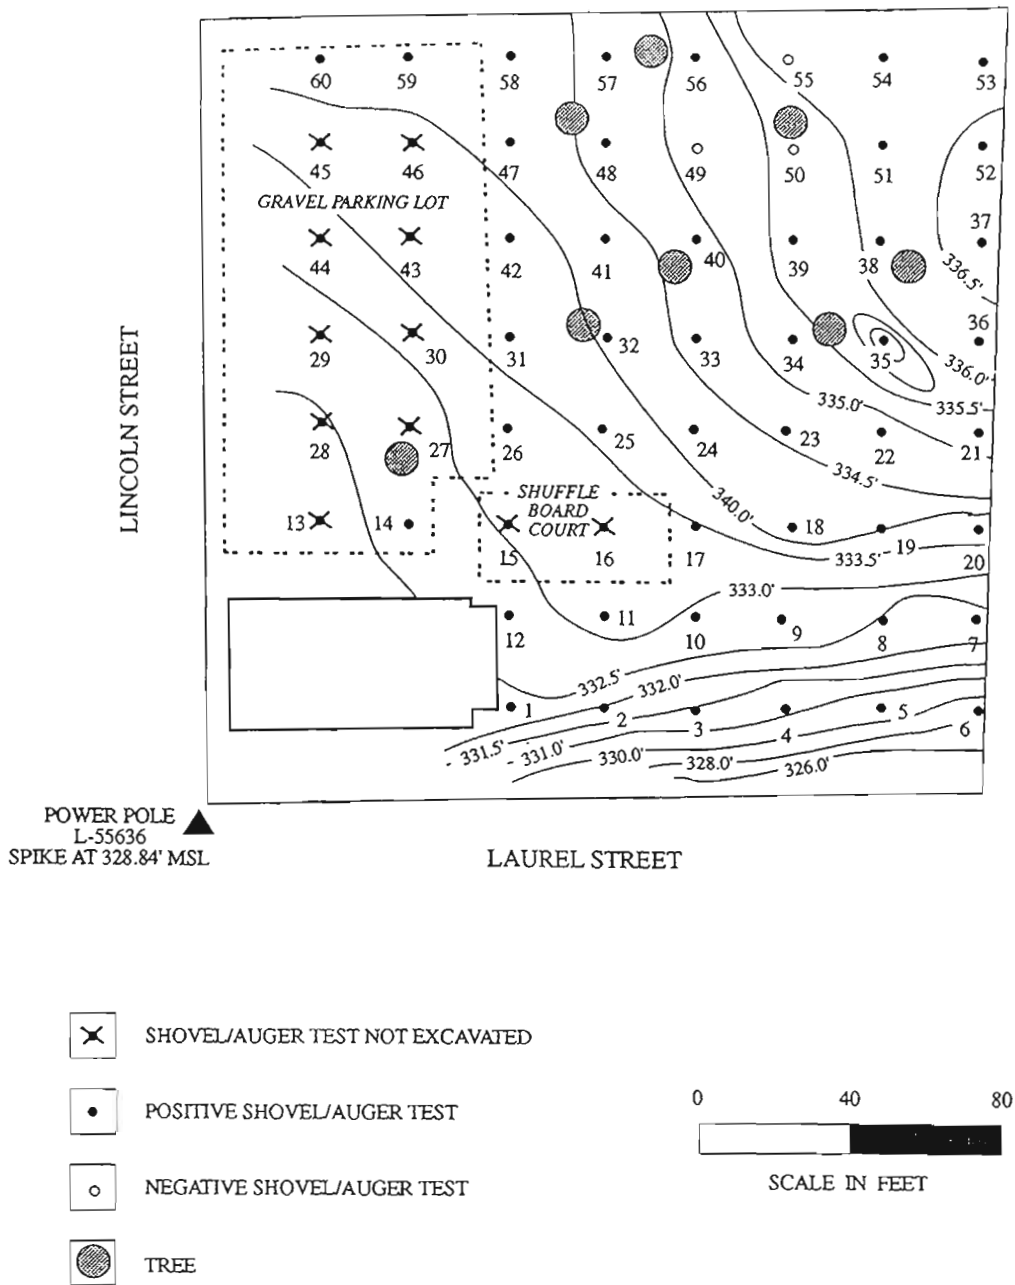 60 59 58 57 56 55 54 53
45 46 47 48 49 50 51 52
GRAVEL PARKING LOT
37
44 43 42 41 40 39 38
336.5'
36
29 30 31 32 33 34 35
336.0'
335.0'
335.5'
28 27 26 25 24 23 22 21
334.5'
LINCOLN STREET
SHUFFLE
BOARD
COURT
340.0'
13 14 15 16 17 18 19 20
333.5'
333.0'
12 11 10 9 8 7
332.5'
332.0'
1 2 3 4 5 6
331.5'
331.0'
330.0'
328.0'
326.0'
POWER POLE
L-55636
SPIKE AT 328.84' MSL
LAUREL STREET
SHOVEL/AUGER TEST NOT EXCAVATED
POSITIVE SHOVEL/AUGER TEST
NEGATIVE SHOVEL/AUGER TEST
TREE
0 40 80
SCALE IN FEET